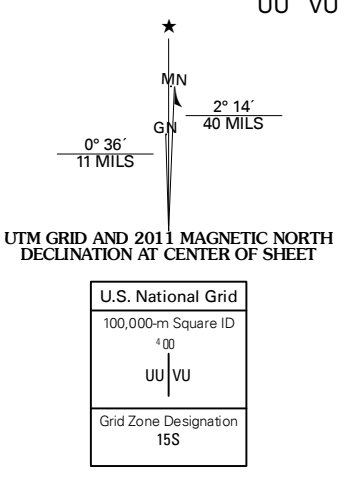 UU VU
★
MN
GN
2° 14´
40 MILS
0° 36´
11 MILS
UTM GRID AND 2011 MAGNETIC NORTH
DECLINATION AT CENTER OF SHEET
U.S. National Grid
100,000-m Square ID
⁴00
UU VU
Grid Zone Designation
15S